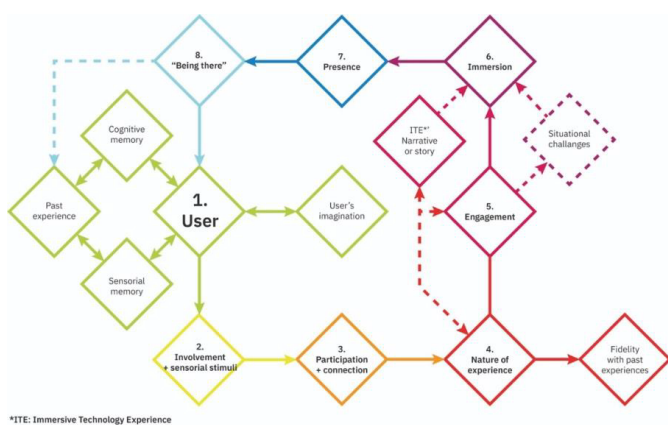 8.
“Being there”
7.
Presence
6.
Immersion
Cognitive
memory
ITE*’
Narrative
or story
Situational
challanges
Past
experience
1.
User
User’s
imagination
5.
Engagement
Sensorial
memory
2.
Involvement
+ sensorial stimuli
3.
Participation
+ connection
4.
Nature of
experience
Fidelity
with past
experiences
*ITE: Immersive Technology Experience